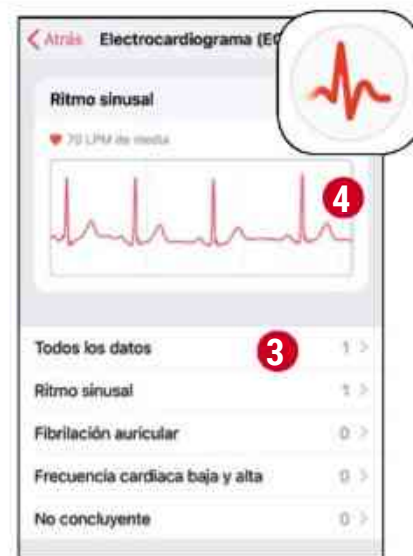 Atrás Electrocardiograma (EC
Ritmo sinusal
70 LPM de media
4
Todos los datos 3 1
Ritmo sinusal 1
Fibrilación auricular 0
Frecuencia cardiaca baja y alta 0
No concluyente 0